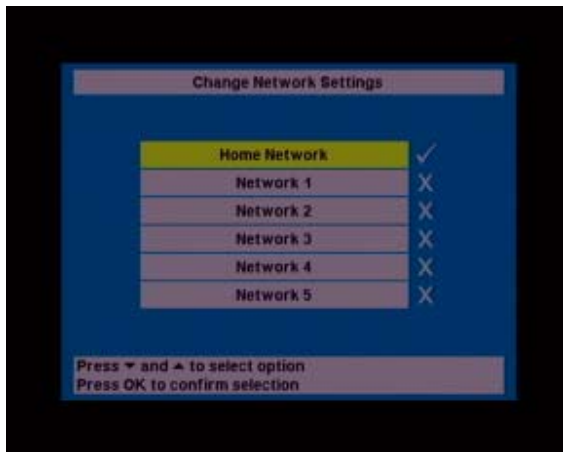 Change Network Settings
Home Network ✓
Network 1 X
Network 2 X
Network 3 X
Network 4 X
Network 5 X
Press ▼ and ▲ to select option
Press OK to confirm selection